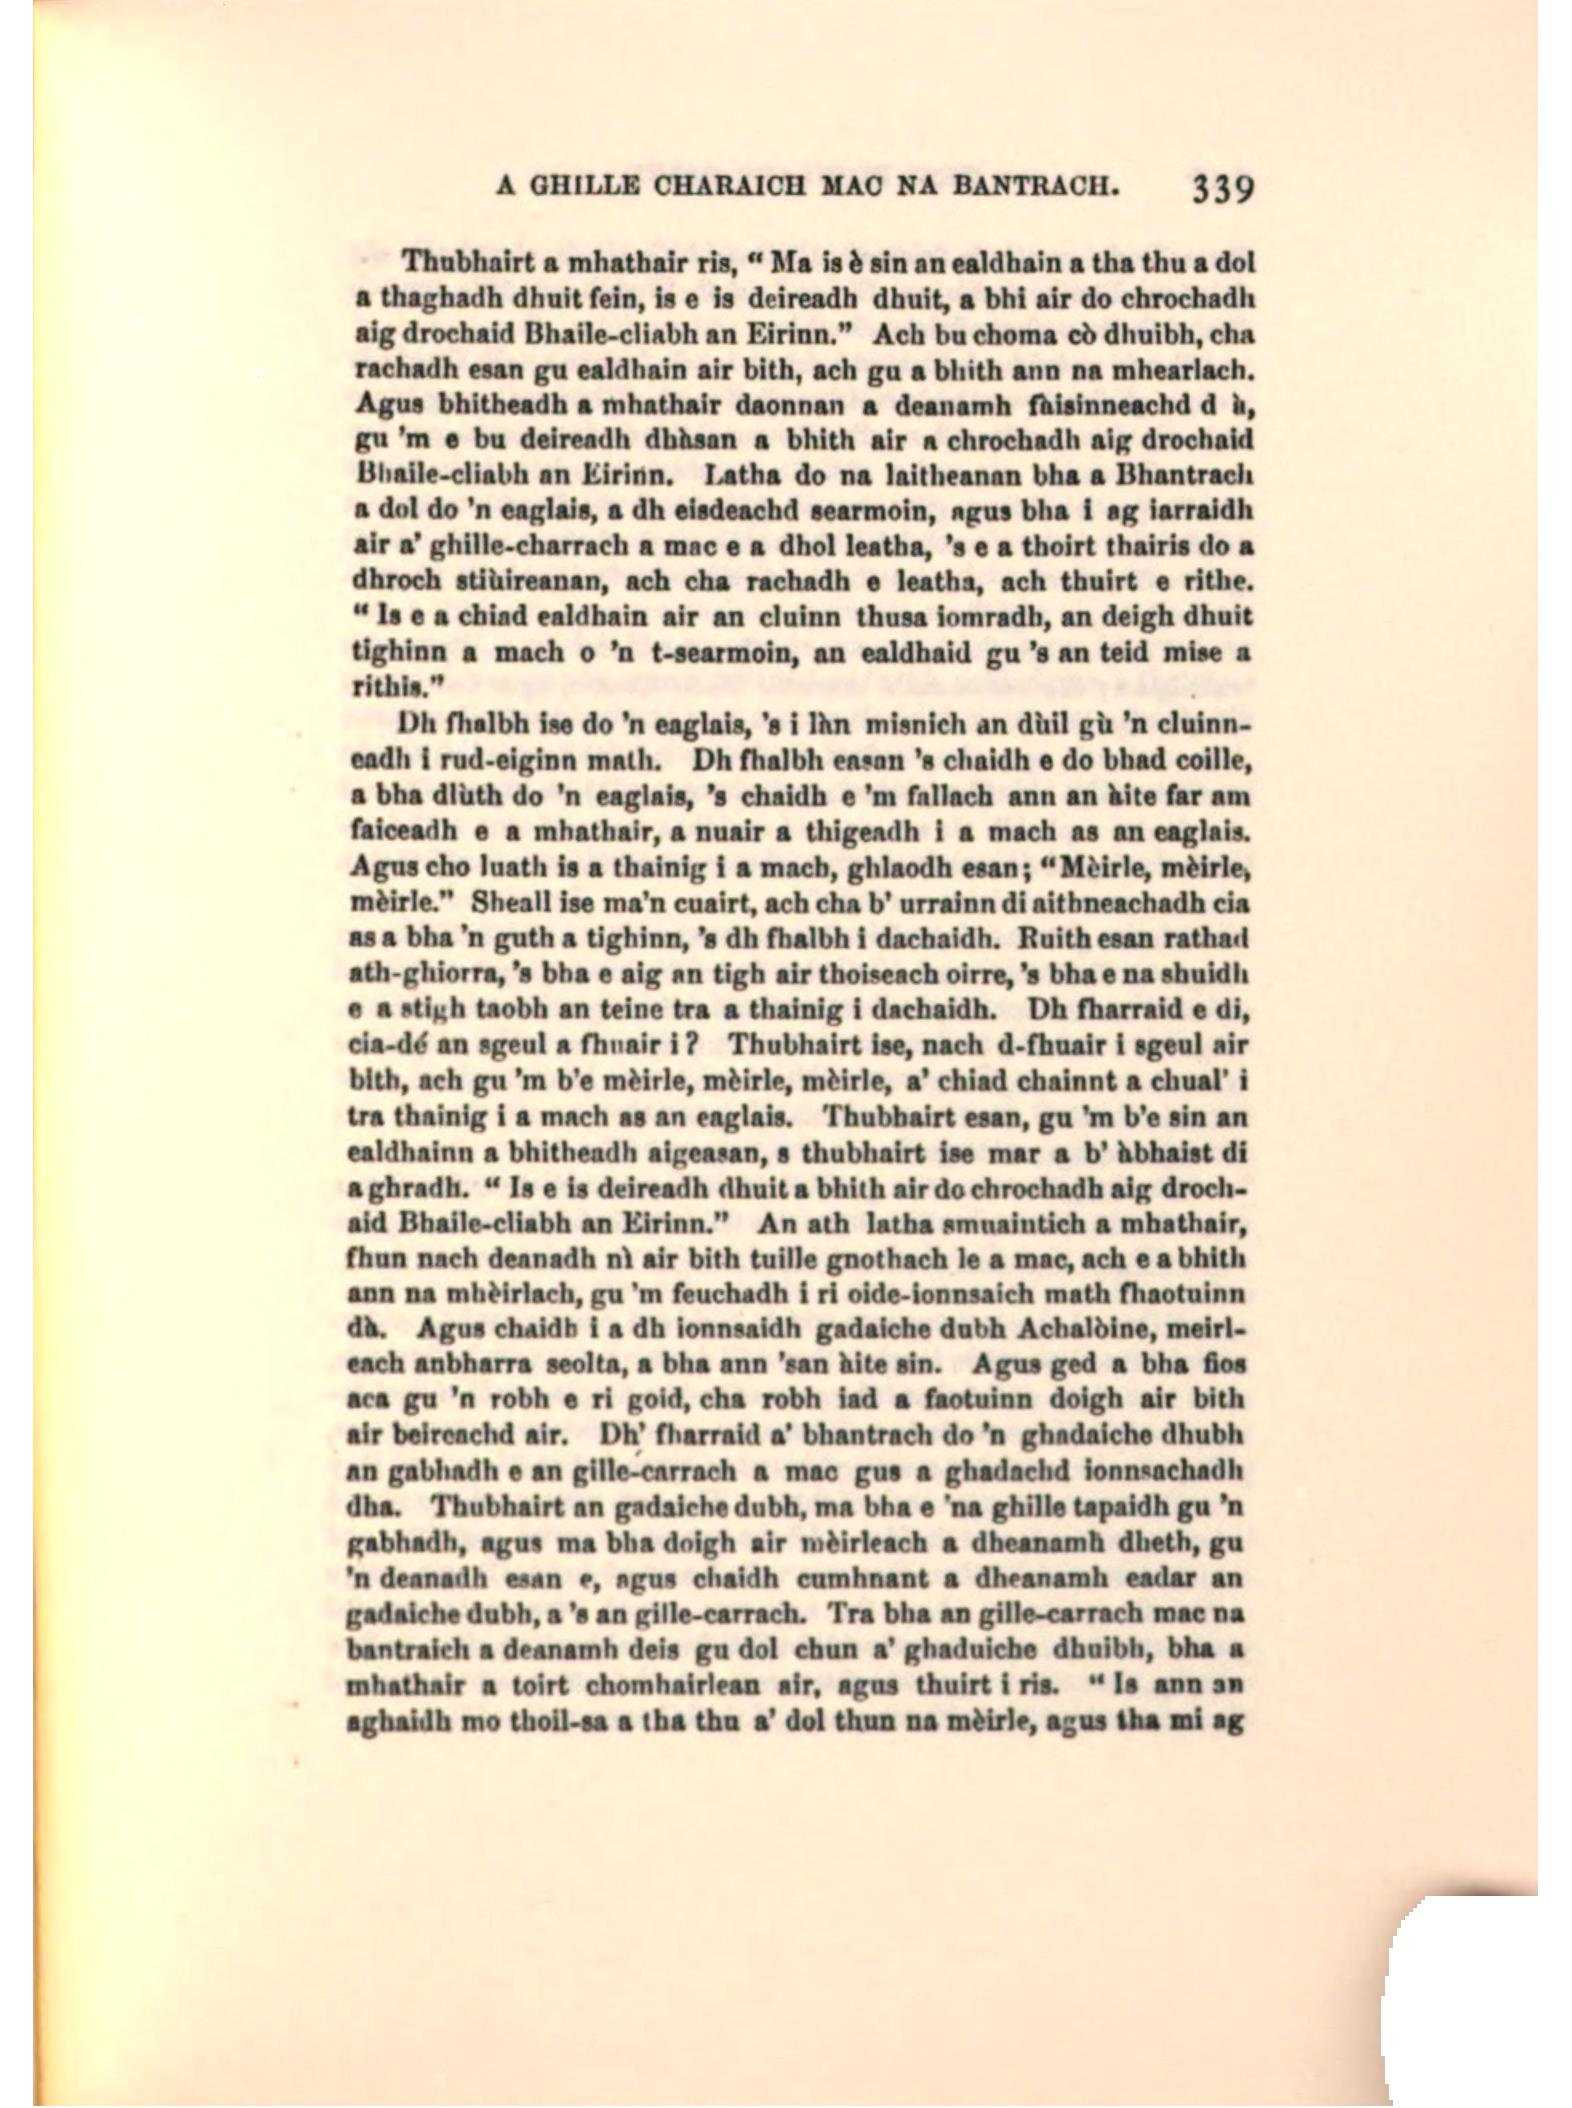 A GHILLE CHARAICH MAC NA BANTRACH. 339
Thubhairt a mhathair ris, “ Ma is è sin an ealdhain a tha thu a dol
a thaghadh dhuit fein, is e is deireadh dhuit, a bhi air do chrochadh
aig drochaid Bhaile-cliabh an Eirinn.” Ach bu choma cò dhuibh, cha
rachadh esan gu ealdhain air bith, ach gu a bhith ann na mhearlach.
Agus bhitheadh a mhathair daonnan a deanamh fàisinneachd d à,
gu 'm e bu deireadh dhàsan a bhith air a chrochadh aig drochaid
Bhaile-cliabh an Eirinn. Latha do na laitheanan bha a Bhantrach
a dol do 'n eaglais, a dh eisdeachd searmoin, agus bha i ag iarraidh
air a' ghille-charrach a mac e a dhol leatha, 's e a thoirt thairis do a
dhroch stiùireanan, ach cha rachadh e leatha, ach thuirt e rithe.
“ Is e a chiad ealdhain air an cluinn thusa iomradh, an deigh dhuit
tighinn a mach o 'n t-searmoin, an ealdhaid gu 's an teid mise a
rithis.”
Dh fhalbh ise do 'n eaglais, 's i làn misnich an dùil gù 'n cluinn-
eadh i rud-eiginn math. Dh fhalbh easan 's chaidh e do bhad coille,
a bha dlùth do 'n eaglais, 's chaidh e 'm fallach ann an àite far am
faiceadh e a mhathair, a nuair a thigeadh i a mach as an eaglais.
Agus cho luath is a thainig i a mach, ghlaodh esan; “Mèirle, mèirle,
mèirle.” Sheall ise ma'n cuairt, ach cha b' urrainn di aithneachadh cia
as a bha 'n guth a tighinn, 's dh fhalbh i dachaidh. Ruith esan rathad
ath-ghiorra, 's bha e aig an tigh air thoiseach oirre, 's bha e na shuidh
e a stigh taobh an teine tra a thainig i dachaidh. Dh fharraid e di,
cia-dé an sgeul a fhuair i? Thubhairt ise, nach d-fhuair i sgeul air
bith, ach gu 'm b'e mèirle, mèirle, mèirle, a' chiad chainnt a chual' i
tra thainig i a mach as an eaglais. Thubhairt esan, gu 'm b'e sin an
ealdhainn a bhitheadh aigeasan, s thubhairt ise mar a b' àbhaist di
a ghradh. “ Is e is deireadh dhuit a bhith air do chrochadh aig droch-
aid Bhaile-cliabh an Eirinn.” An ath latha smuaintich a mhathair,
fhun nach deanadh nì air bith tuille gnothach le a mac, ach e a bhith
ann na mhèirlach, gu 'm feuchadh i ri oide-ionnsaich math fhaotuinn
dà. Agus chaidh i a dh ionnsaidh gadaiche dubh Achalòine, meirl-
each anbharra seolta, a bha ann 'san àite sin. Agus ged a bha fios
aca gu 'n robh e ri goid, cha robh iad a faotuinn doigh air bith
air beireachd air. Dh' fharraid a' bhantrach do 'n ghadaiche dhubh
an gabhadh e an gille-carrach a mac gus a ghadachd ionnsachadh
dha. Thubhairt an gadaiche dubh, ma bha e 'na ghille tapaidh gu 'n
gabhadh, agus ma bha doigh air mèirleach a dheanamh dheth, gu
'n deanadh esan e, agus chaidh cumhnant a dheanamh eadar an
gadaiche dubh, a 's an gille-carrach. Tra bha an gille-carrach mac na
bantraich a deanamh deis gu dol chun a' ghaduiche dhuibh, bha a
mhathair a toirt chomhairlean air, agus thuirt i ris. “ Is ann an
aghaidh mo thoil-sa a tha thu a' dol thun na mèirle, agus tha mi ag